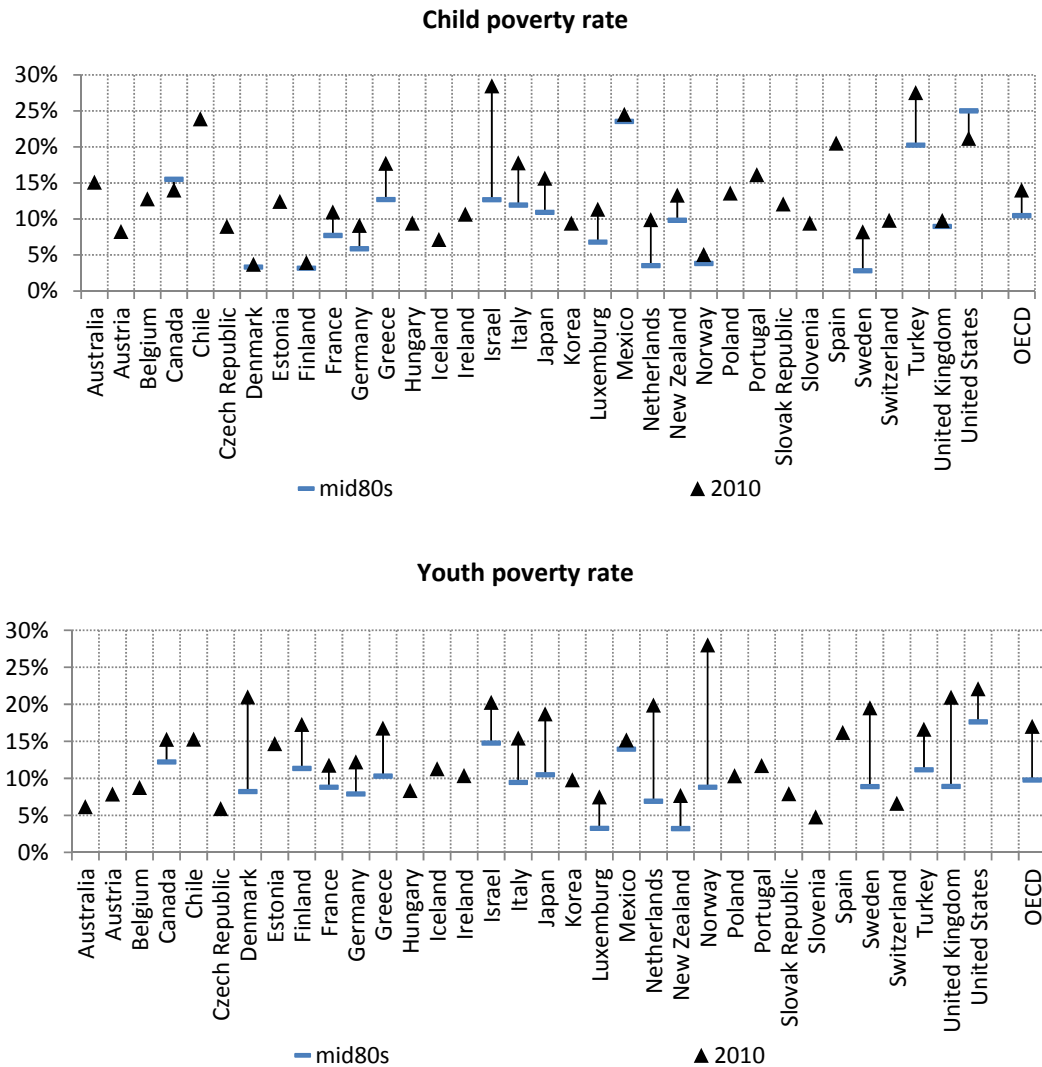 Child poverty rate
30%
25%
20%
15%
10%
5%
0%
Australia
Austria
Belgium
Canada
Chile
Czech Republic
Denmark
Estonia
Finland
France
Germany
Greece
Hungary
Iceland
Ireland
Israel
Italy
Japan
Korea
Luxemburg
Mexico
Netherlands
New Zealand
Norway
Poland
Portugal
Slovak Republic
Slovenia
Spain
Sweden
Switzerland
Turkey
United Kingdom
United States
OECD
mid80s
2010
Youth poverty rate
30%
25%
20%
15%
10%
5%
0%
Australia
Austria
Belgium
Canada
Chile
Czech Republic
Denmark
Estonia
Finland
France
Germany
Greece
Hungary
Iceland
Ireland
Israel
Italy
Japan
Korea
Luxemburg
Mexico
Netherlands
New Zealand
Norway
Poland
Portugal
Slovak Republic
Slovenia
Spain
Sweden
Switzerland
Turkey
United Kingdom
United States
OECD
mid80s
2010